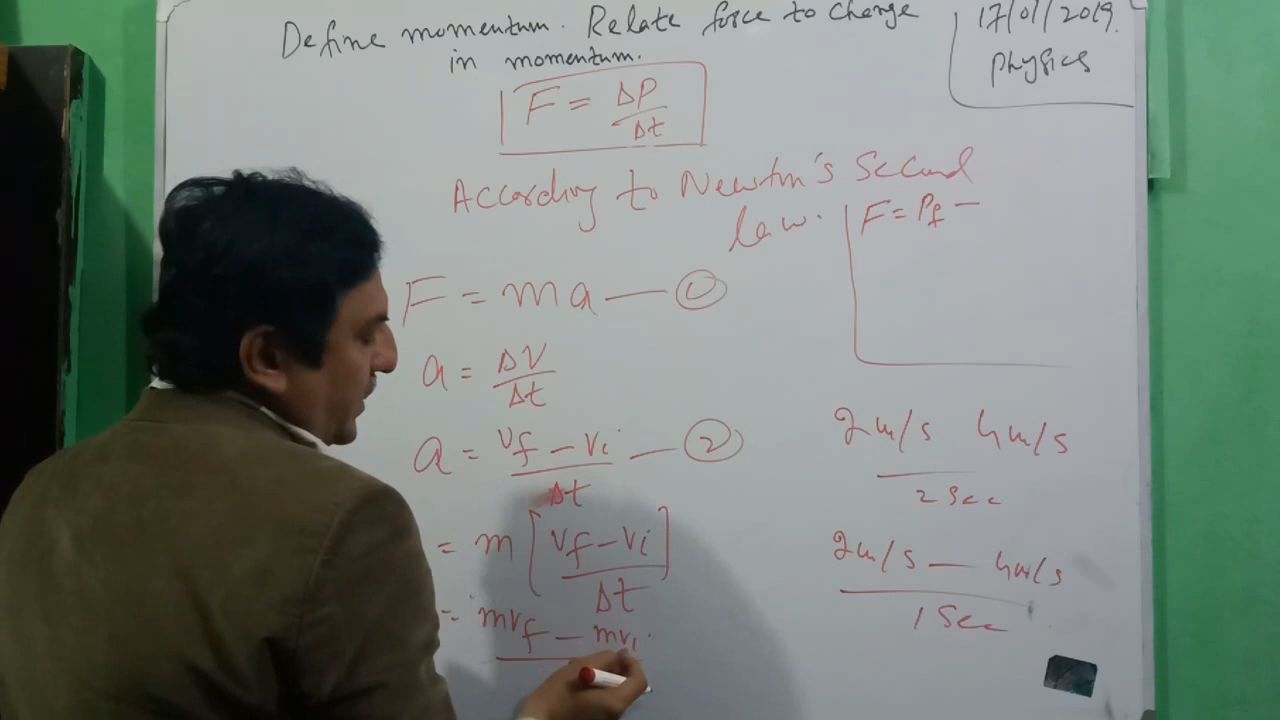 Define momentum. Relate force to change
in momentum.
17/01/2019.
Physics
F = ΔP/Δt
According to Newton's Second
law.
F = Pf −
F = ma — ①
a = ΔV/Δt
a = Vf − Vi/Δt — ②
= m [Vf − Vi/Δt]
= mVf − mVi
2m/s 4m/s
2 Sec
2m/s — 4m/s
1 Sec